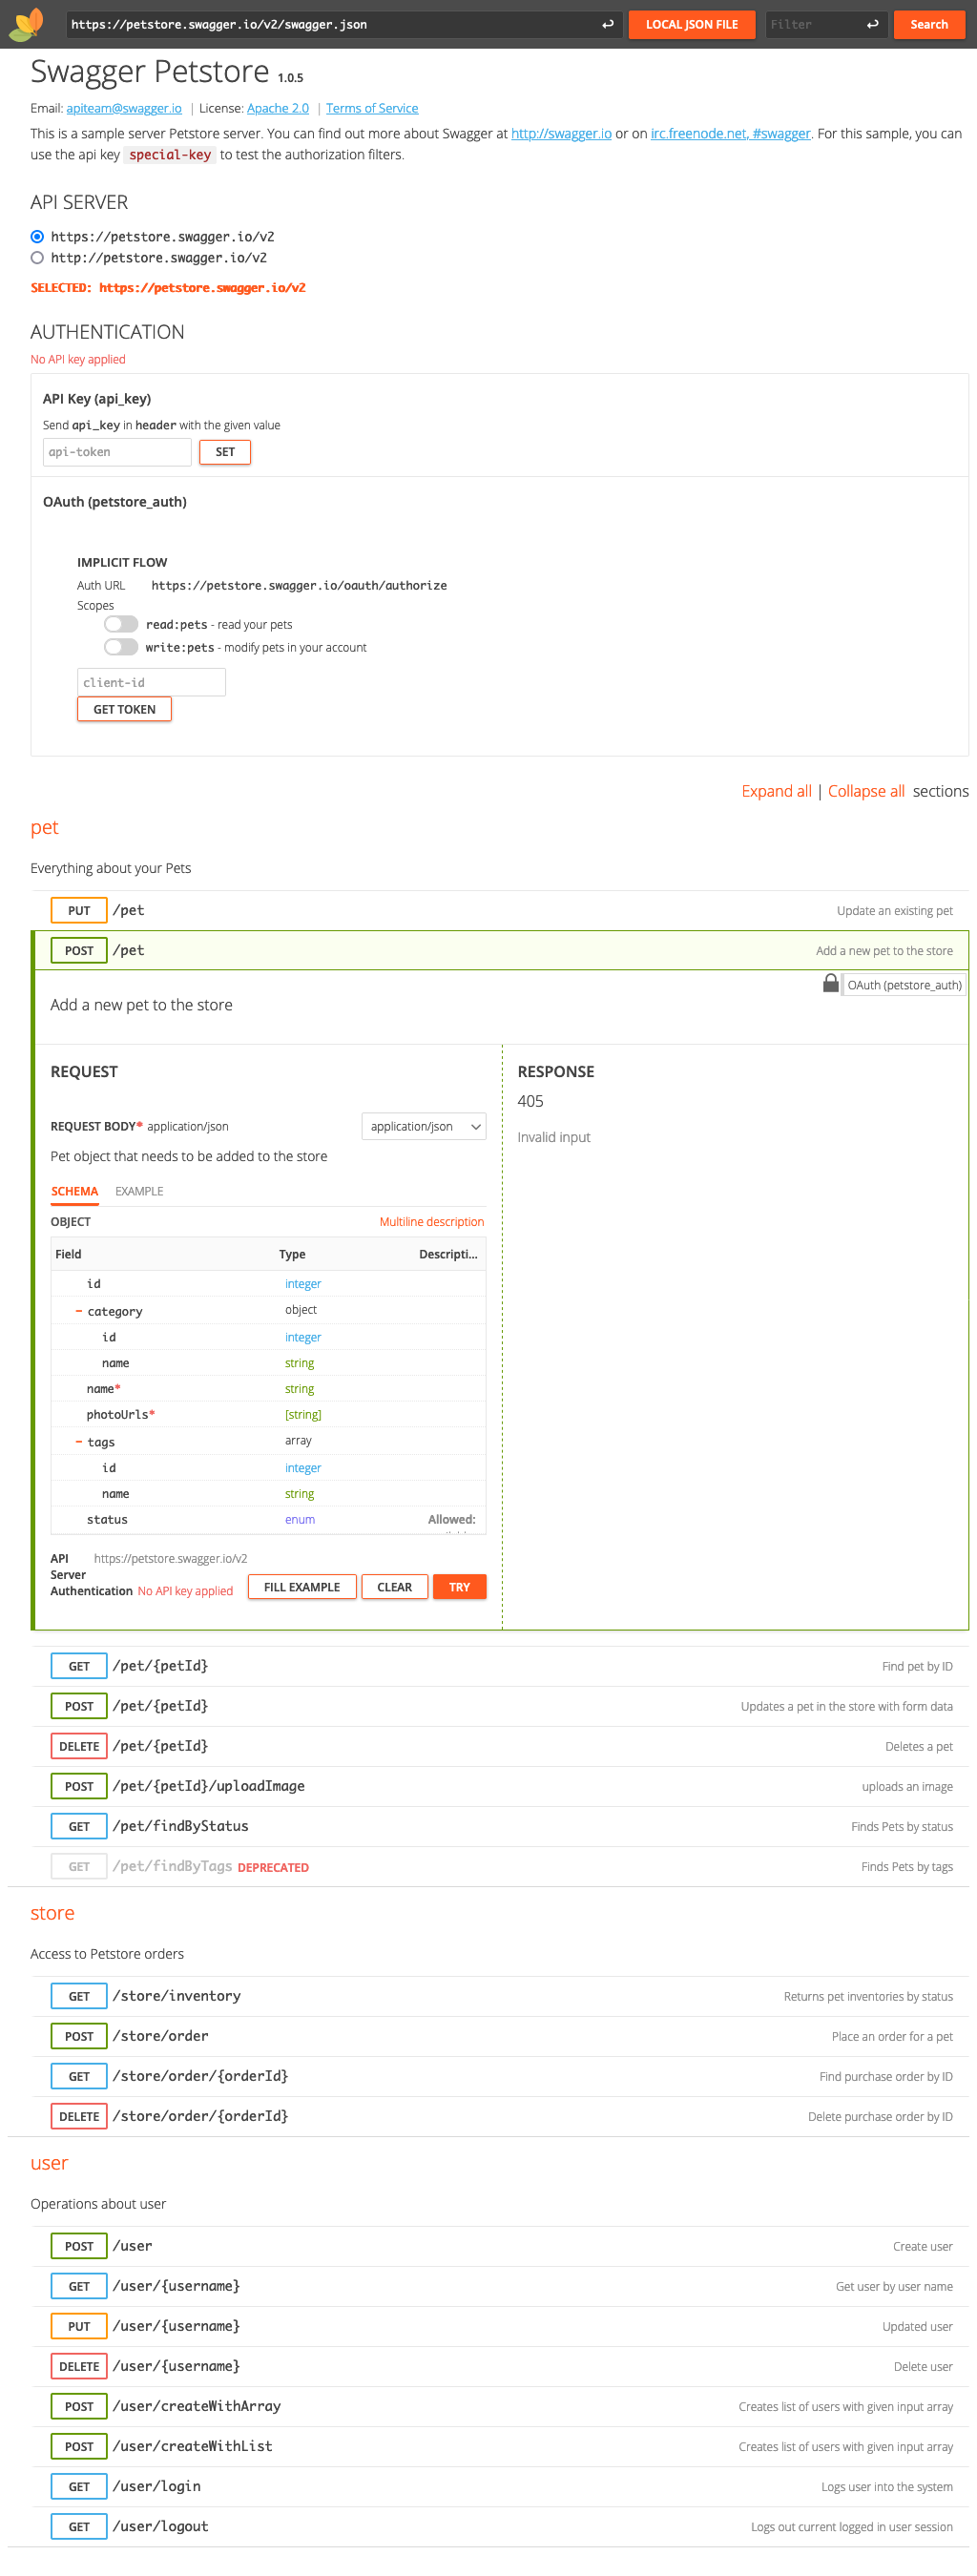 https://petstore.swagger.io/v2/swagger.json ↩ LOCAL JSON FILE Filter ↩ Search
Swagger Petstore 1.0.5
Email: apiteam@swagger.io | License: Apache 2.0 | Terms of Service
This is a sample server Petstore server. You can find out more about Swagger at http://swagger.io or on irc.freenode.net, #swagger. For this sample, you can
use the api key special-key to test the authorization filters.
API SERVER
https://petstore.swagger.io/v2
http://petstore.swagger.io/v2
SELECTED: https://petstore.swagger.io/v2
AUTHENTICATION
No API key applied
API Key (api_key)
Send api_key in header with the given value
api-token SET
OAuth (petstore_auth)
IMPLICIT FLOW
Auth URL https://petstore.swagger.io/oauth/authorize
Scopes
read:pets - read your pets
write:pets - modify pets in your account
client-id
GET TOKEN
Expand all | Collapse all sections
pet
Everything about your Pets
PUT /pet Update an existing pet
POST /pet Add a new pet to the store
OAuth (petstore_auth)
Add a new pet to the store
REQUEST
REQUEST BODY* application/json application/json
Pet object that needs to be added to the store
SCHEMA EXAMPLE
OBJECT Multiline description
Field Type Descripti...
id integer
– category object
id integer
name string
name* string
photoUrls* [string]
– tags array
id integer
name string
status enum Allowed:
API Server https://petstore.swagger.io/v2
Authentication No API key applied FILL EXAMPLE CLEAR TRY
RESPONSE
405
Invalid input
GET /pet/{petId} Find pet by ID
POST /pet/{petId} Updates a pet in the store with form data
DELETE /pet/{petId} Deletes a pet
POST /pet/{petId}/uploadImage uploads an image
GET /pet/findByStatus Finds Pets by status
GET /pet/findByTags DEPRECATED Finds Pets by tags
store
Access to Petstore orders
GET /store/inventory Returns pet inventories by status
POST /store/order Place an order for a pet
GET /store/order/{orderId} Find purchase order by ID
DELETE /store/order/{orderId} Delete purchase order by ID
user
Operations about user
POST /user Create user
GET /user/{username} Get user by user name
PUT /user/{username} Updated user
DELETE /user/{username} Delete user
POST /user/createWithArray Creates list of users with given input array
POST /user/createWithList Creates list of users with given input array
GET /user/login Logs user into the system
GET /user/logout Logs out current logged in user session